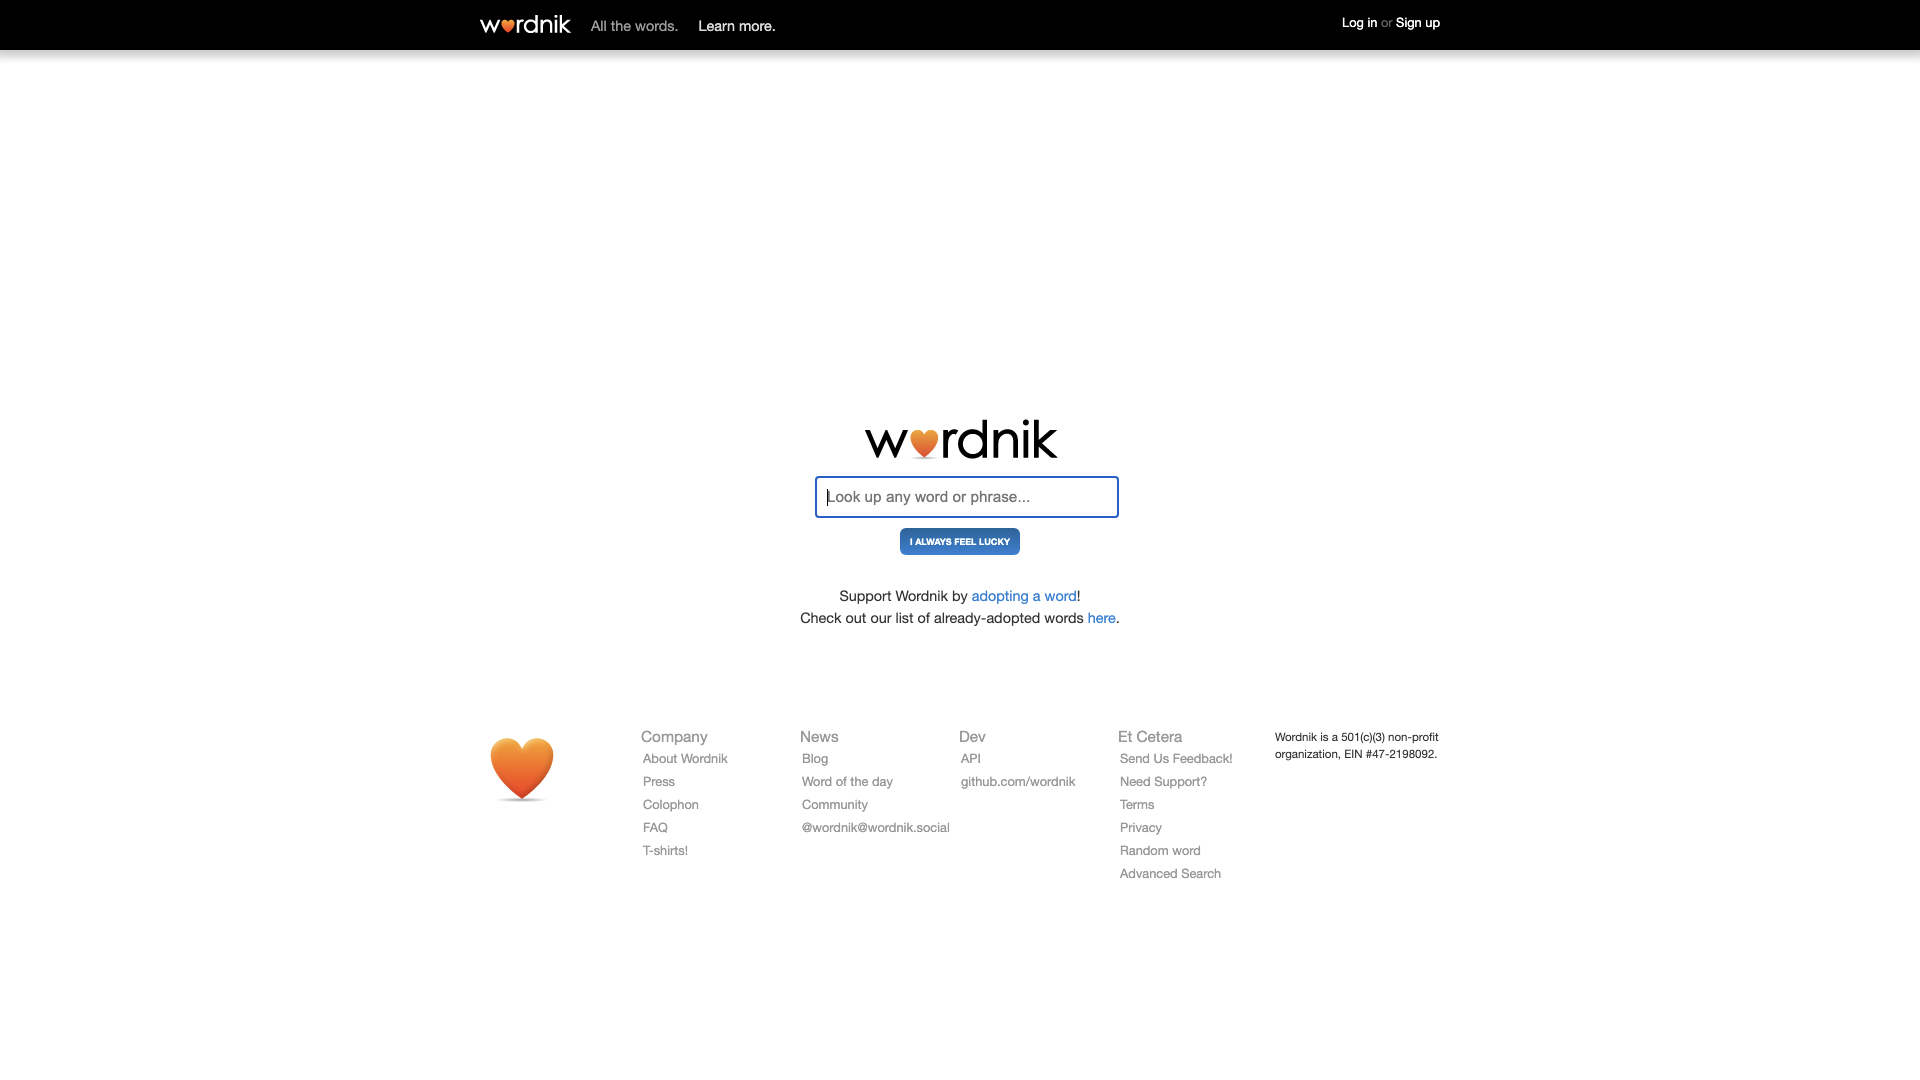 wordnik All the words. Learn more. Log in or Sign up
wordnik
Look up any word or phrase...
I ALWAYS FEEL LUCKY
Support Wordnik by adopting a word!
Check out our list of already-adopted words here.
Company
About Wordnik
Press
Colophon
FAQ
T-shirts!
News
Blog
Word of the day
Community
@wordnik@wordnik.social
Dev
API
github.com/wordnik
Et Cetera
Send Us Feedback!
Need Support?
Terms
Privacy
Random word
Advanced Search
Wordnik is a 501(c)(3) non-profit
organization, EIN #47-2198092.